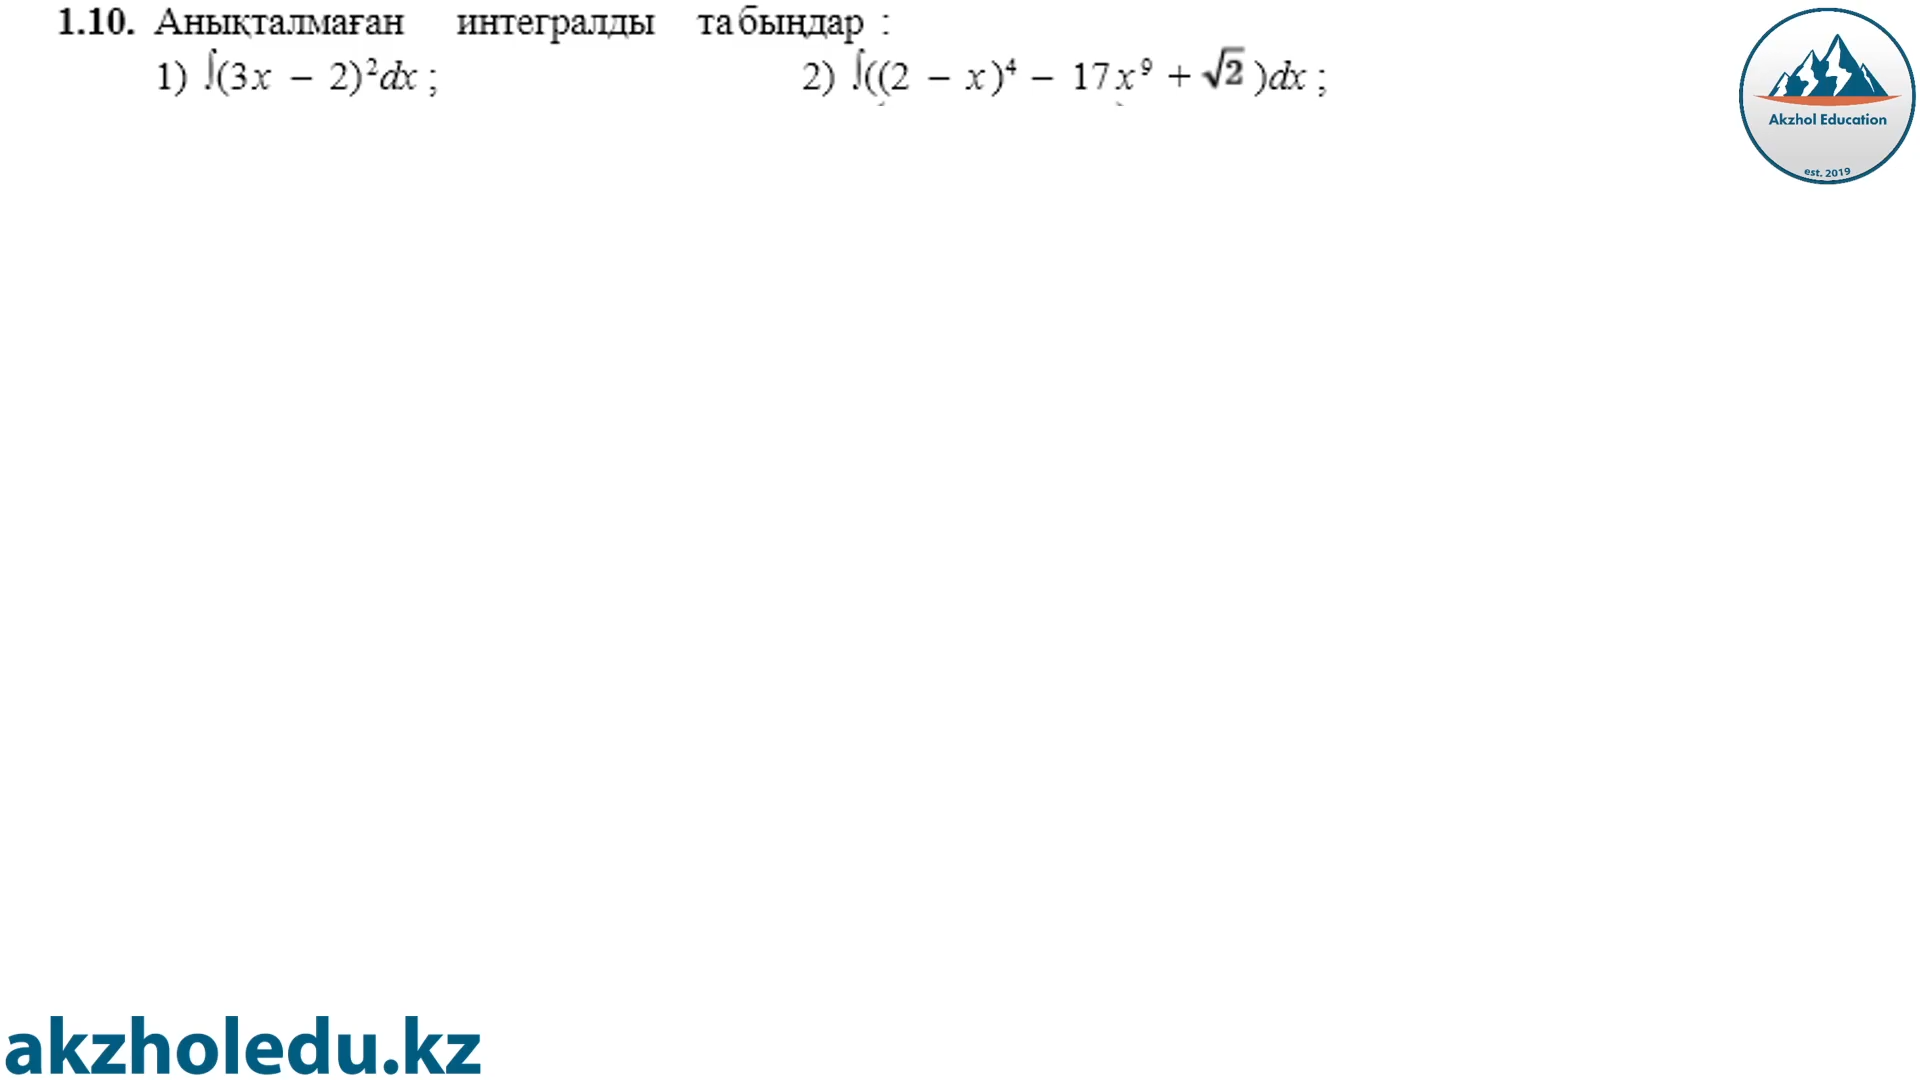 1.10. Анықталмаған интегралды табыңдар :
1) ∫(3x − 2)²dx ; 2) ∫((2 − x)⁴ − 17x⁹ + √2 )dx ;
Akzhol Education
est. 2019
akzholedu.kz